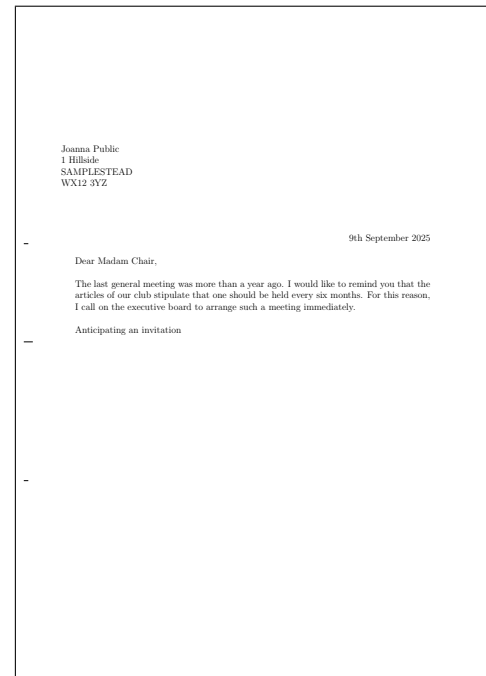 Joanna Public
1 Hillside
SAMPLESTEAD
WX12 3YZ
9th September 2025
Dear Madam Chair,
The last general meeting was more than a year ago. I would like to remind you that the
articles of our club stipulate that one should be held every six months. For this reason,
I call on the executive board to arrange such a meeting immediately.
Anticipating an invitation